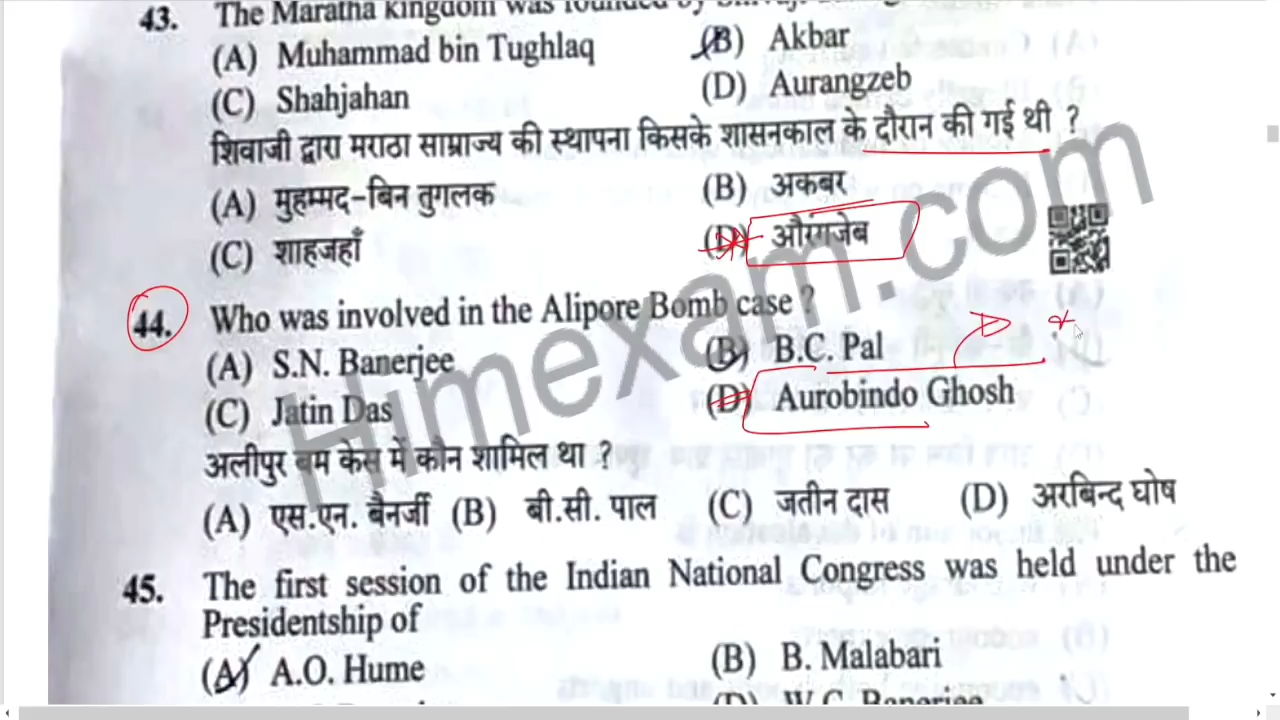 43. The Maratha kingdom was founded by
(A) Muhammad bin Tughlaq (B) Akbar
(C) Shahjahan (D) Aurangzeb
शिवाजी द्वारा मराठा साम्राज्य की स्थापना किसके शासनकाल के दौरान की गई थी ?
(A) मुहम्मद-बिन तुगलक (B) अकबर
(C) शाहजहाँ (D) औरंगजेब
44. Who was involved in the Alipore Bomb case ?
(A) S.N. Banerjee (B) B.C. Pal
(C) Jatin Das (D) Aurobindo Ghosh
अलीपुर बम केस में कौन शामिल था ?
(A) एस.एन. बैनर्जी (B) बी.सी. पाल (C) जतीन दास (D) अरबिन्द घोष
45. The first session of the Indian National Congress was held under the
Presidentship of
(A) A.O. Hume (B) B. Malabari
(D) W.C. Banerjee
Himexam.com